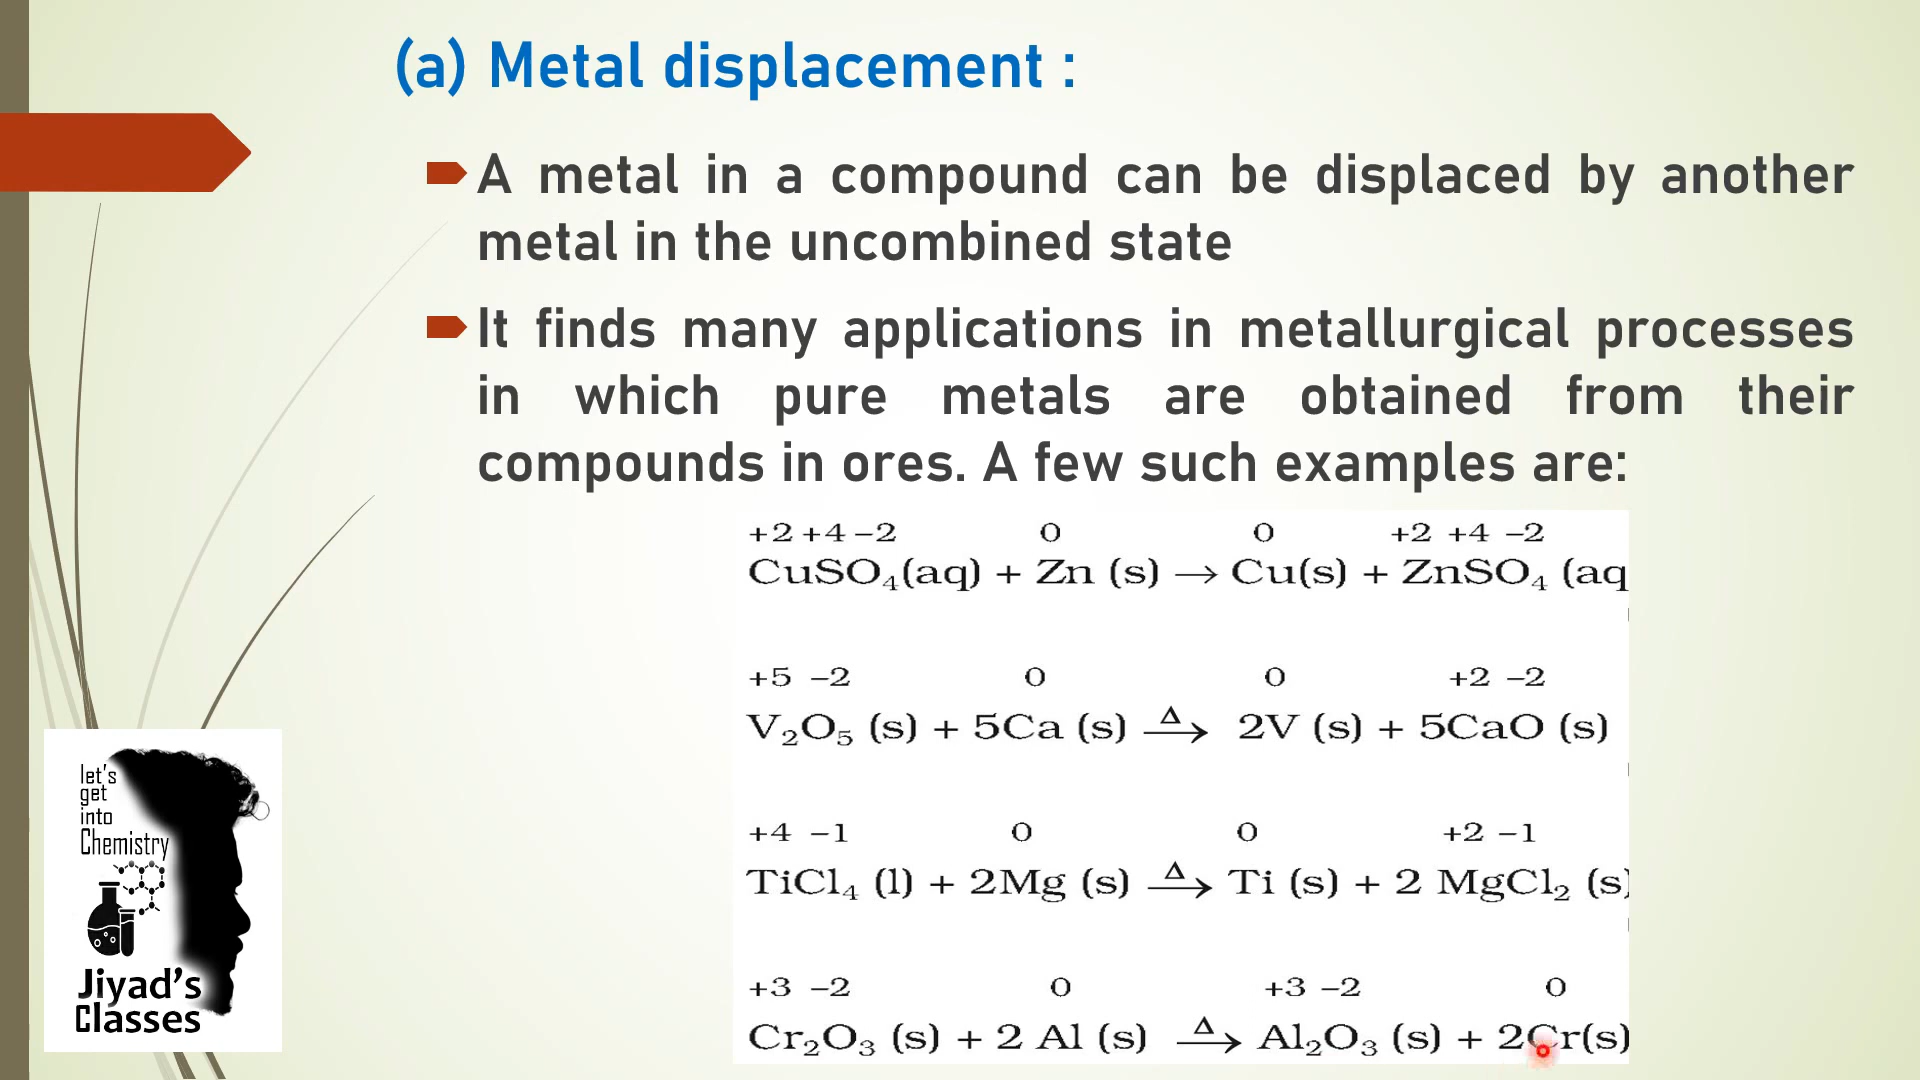 (a) Metal displacement :
A metal in a compound can be displaced by another
metal in the uncombined state
It finds many applications in metallurgical processes
in which pure metals are obtained from their
compounds in ores. A few such examples are:
+2 +4 –2 0 0 +2 +4 –2
CuSO₄(aq) + Zn (s) → Cu(s) + ZnSO₄ (aq
+5 –2 0 0 +2 –2
V₂O₅ (s) + 5Ca (s) Δ→ 2V (s) + 5CaO (s)
+4 –1 0 0 +2 –1
TiCl₄ (l) + 2Mg (s) Δ→ Ti (s) + 2 MgCl₂ (s)
+3 –2 0 +3 –2 0
Cr₂O₃ (s) + 2 Al (s) Δ→ Al₂O₃ (s) + 2Cr(s)
let's
get
into
Chemistry
Jiyad's
Classes